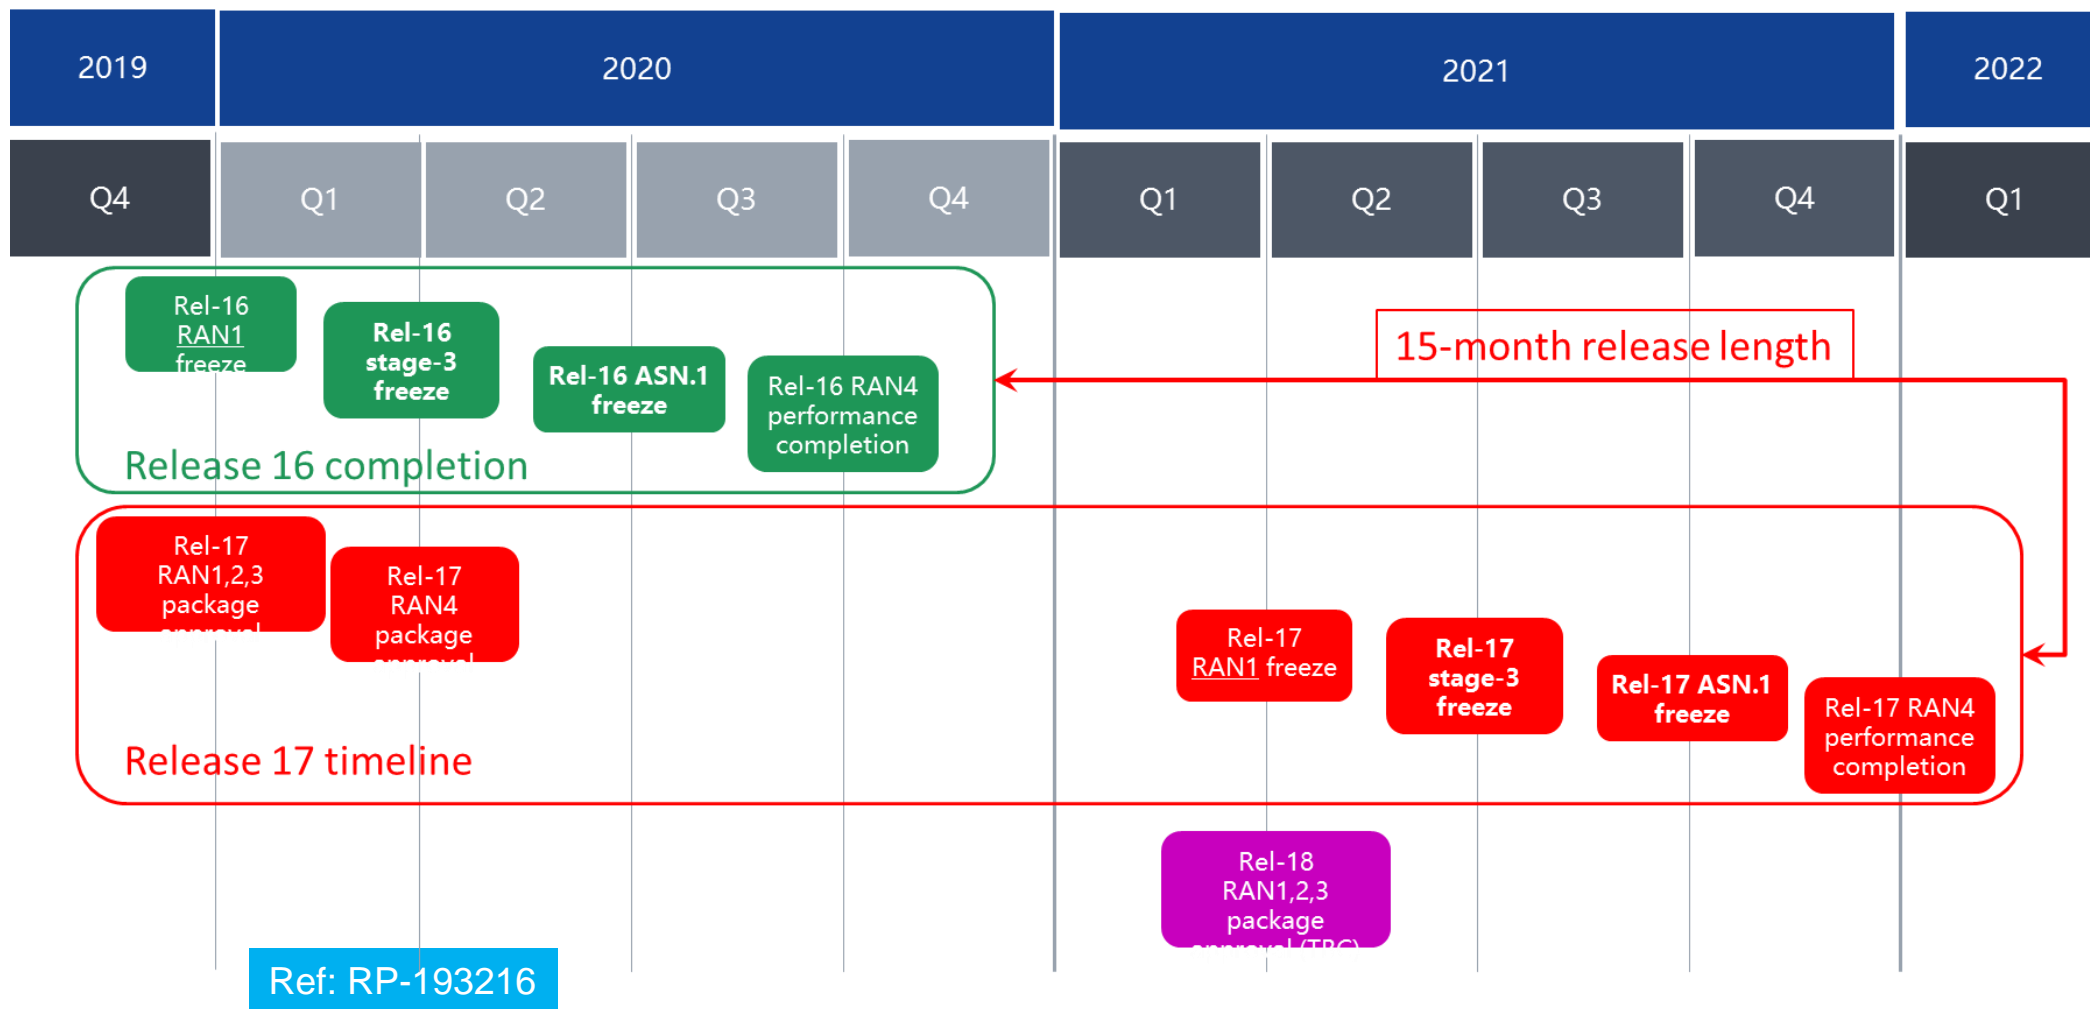 2019
2020
2021
2022
Q4
Q1
Q2
Q3
Q4
Q1
Q2
Q3
Q4
Q1
Rel-16
RAN1
freeze
Rel-16
stage-3
freeze
Rel-16 ASN.1
freeze
Rel-16 RAN4
performance
completion
Release 16 completion
15-month release length
Rel-17
RAN1,2,3
package
approval
Rel-17
RAN4
package
approval
Rel-17
RAN1 freeze
Rel-17
stage-3
freeze
Rel-17 ASN.1
freeze
Rel-17 RAN4
performance
completion
Release 17 timeline
Rel-18
RAN1,2,3
package
approval (TBC)
Ref: RP-193216